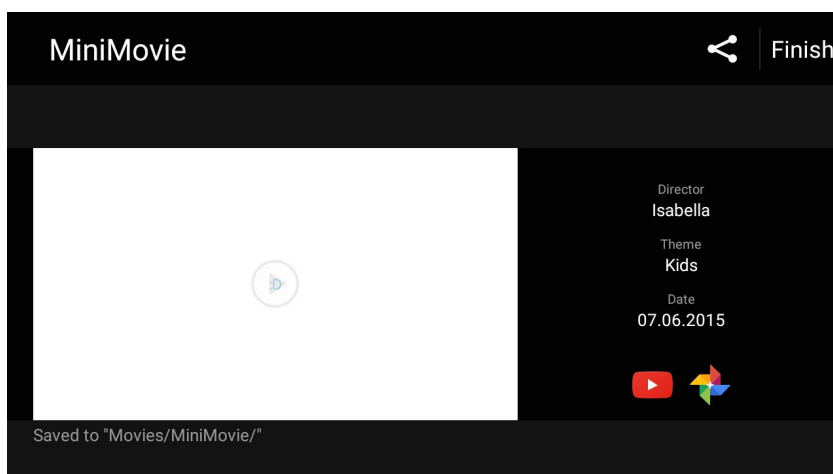 MiniMovie
Finish
:D
Director
Isabella
Theme
Kids
Date
07.06.2015
Saved to "Movies/MiniMovie/"